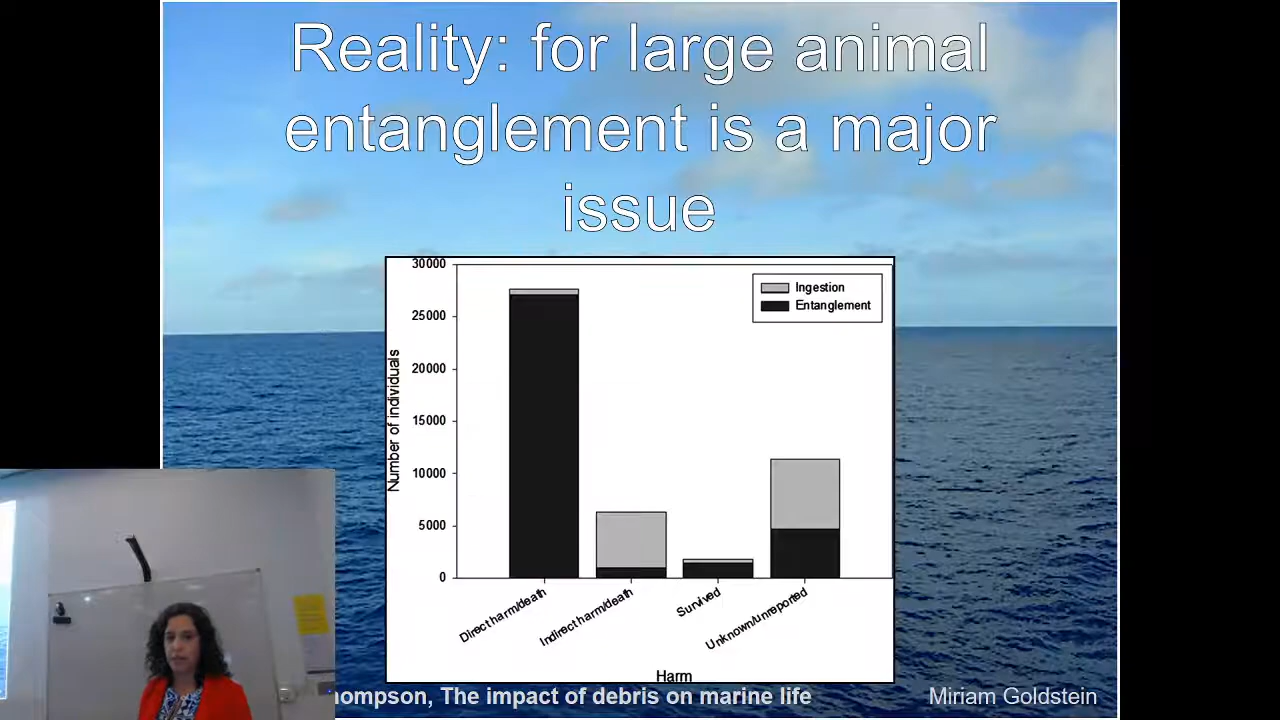 Reality: for large animal
entanglement is a major
issue
30000
25000
20000
15000
10000
5000
0
Number of individuals
Ingestion
Entanglement
Direct harm/death
Indirect harm/death
Survived
Unknown/unreported
Harm
hompson, The impact of debris on marine life
Miriam Goldstein